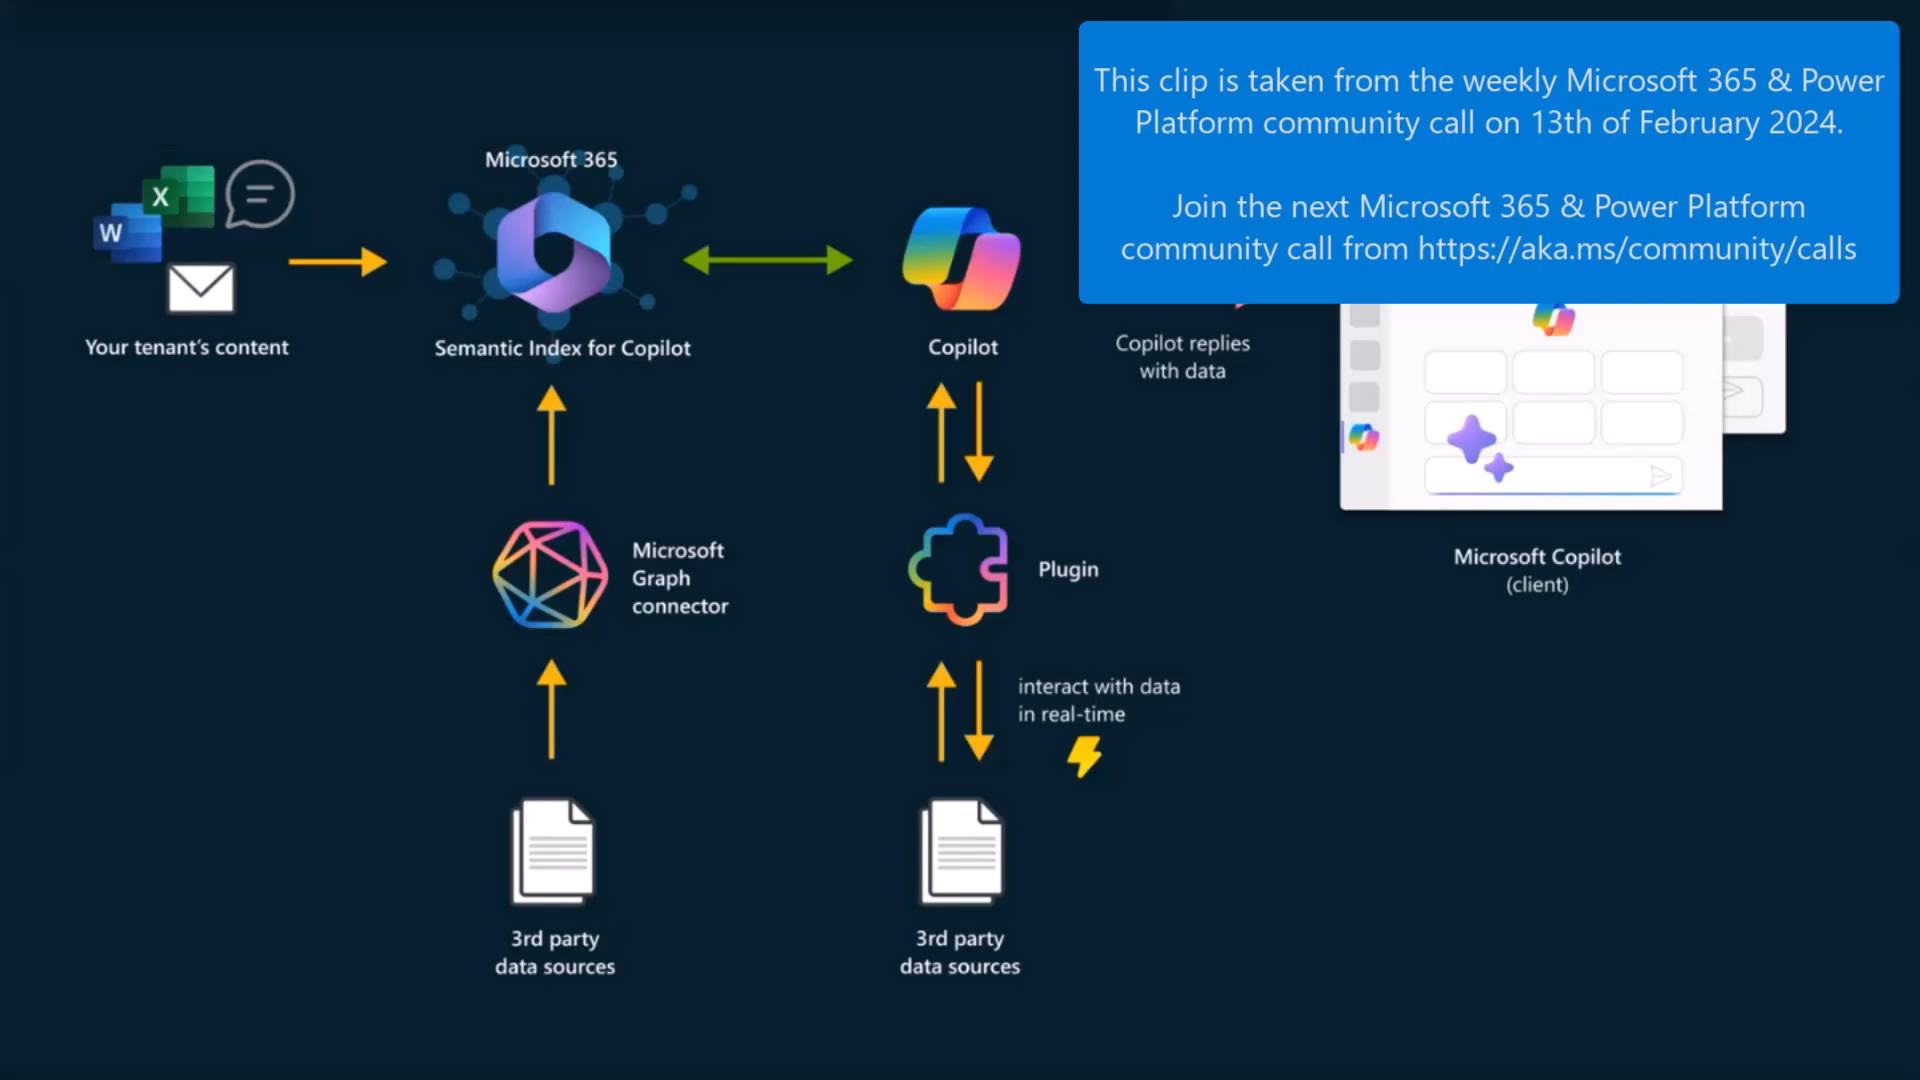 This clip is taken from the weekly Microsoft 365 & Power
Platform community call on 13th of February 2024.
Join the next Microsoft 365 & Power Platform
community call from https://aka.ms/community/calls
Microsoft 365
X
W
Your tenant's content
Semantic Index for Copilot
Copilot
Copilot replies
with data
Microsoft
Graph
connector
Plugin
Microsoft Copilot
(client)
interact with data
in real-time
3rd party
data sources
3rd party
data sources